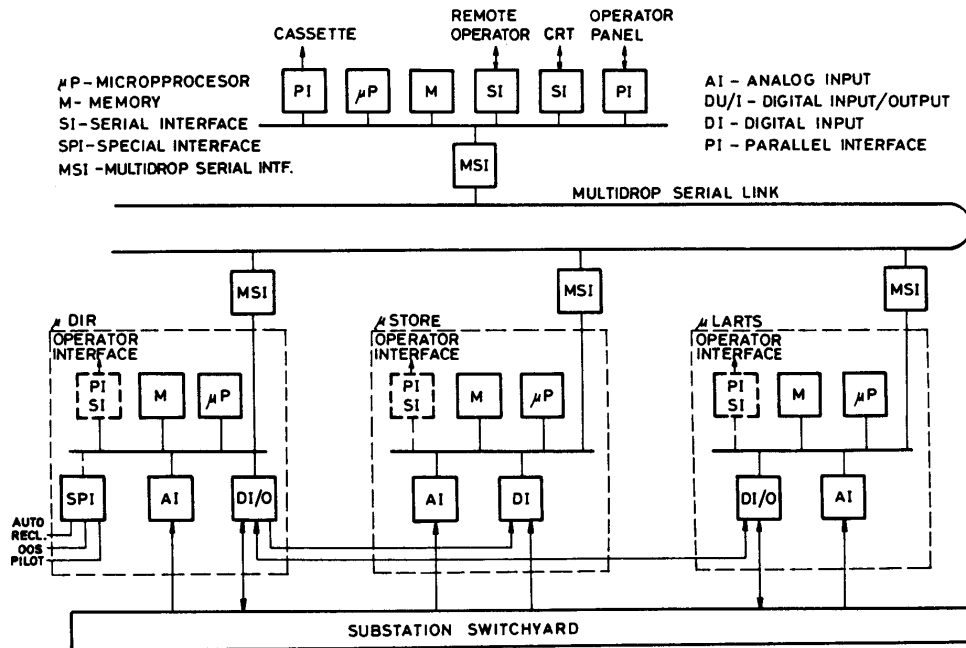 CASSETTE
REMOTE
OPERATOR
CRT
OPERATOR
PANEL
μP-MICROPPROCESOR
M- MEMORY
SI-SERIAL INTERFACE
SPI-SPECIAL INTERFACE
MSI -MULTIDROP SERIAL INTF.
PI
μP
M
SI
SI
PI
AI - ANALOG INPUT
DU/I - DIGITAL INPUT/OUTPUT
DI - DIGITAL INPUT
PI - PARALLEL INTERFACE
MSI
MULTIDROP SERIAL LINK
MSI
MSI
MSI
μ DIR
OPERATOR
INTERFACE
PI
SI
M
μP
SPI
AI
DI/O
AUTO
RECL.
OOS
PILOT
μ STORE
OPERATOR
INTERFACE
PI
SI
M
μP
AI
DI
μ LARTS
OPERATOR
INTERFACE
PI
SI
M
μP
DI/O
AI
SUBSTATION SWITCHYARD